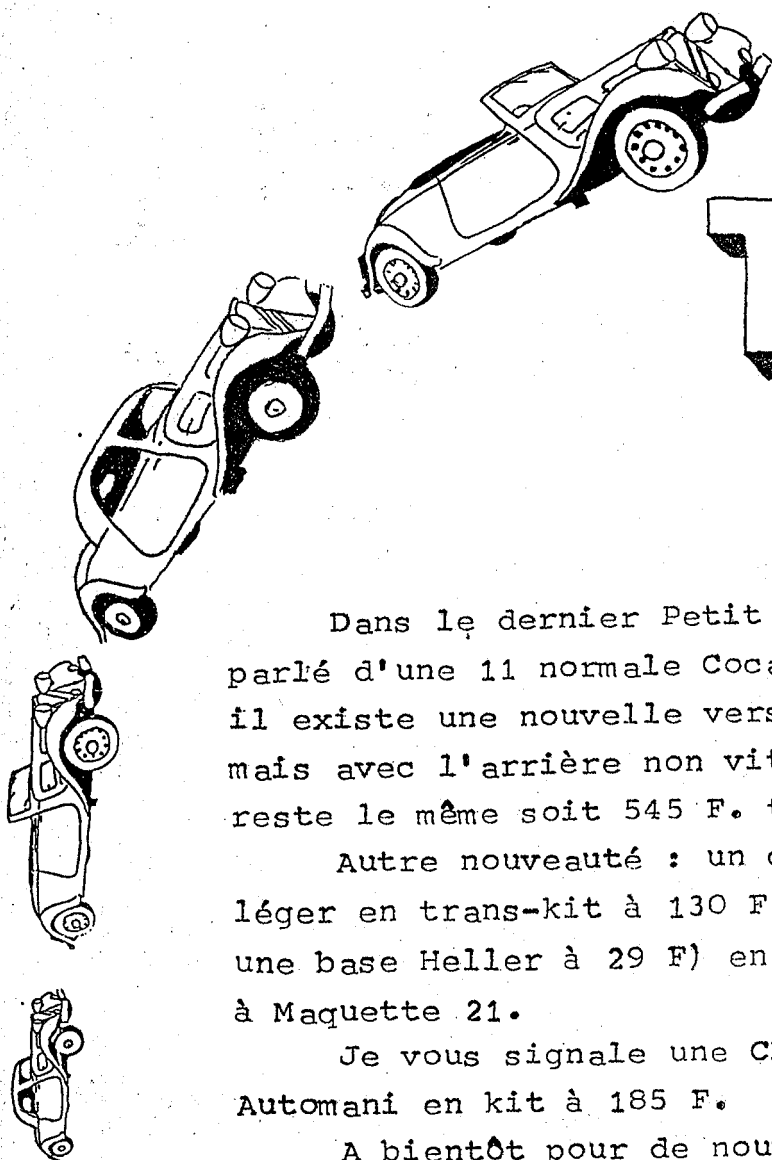 Dans le dernier Petit
parlé d'une 11 normale Coca
il existe une nouvelle vers
mais avec l'arrière non vit
reste le même soit 545 F.
Autre nouveauté : un
léger en trans-kit à 130 F
une base Heller à 29 F) en
à Maquette 21.
Je vous signale une
Automani en kit à 185 F.
A bientôt pour de nou